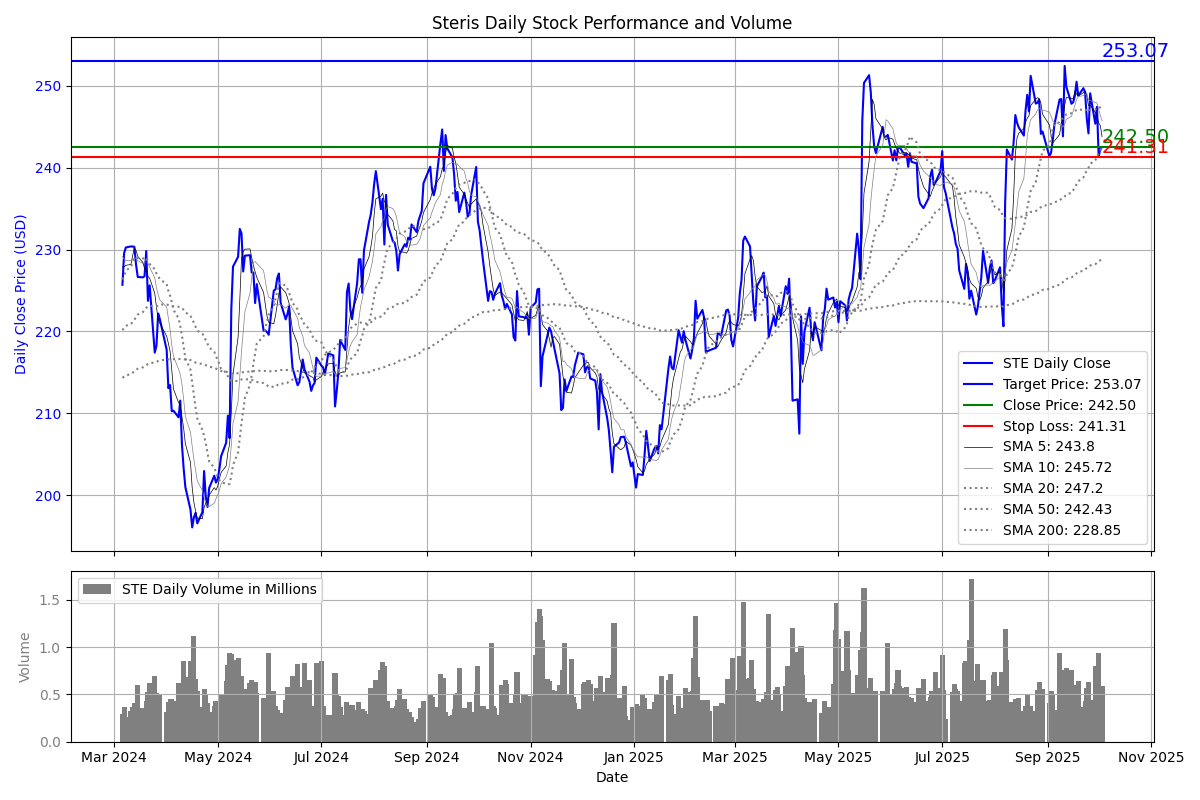 Steris Daily Stock Performance and Volume
253.07
250
242.50
241.31
240
230
220
210
200
Daily Close Price (USD)
STE Daily Close
Target Price: 253.07
Close Price: 242.50
Stop Loss: 241.31
SMA 5: 243.8
SMA 10: 245.72
SMA 20: 247.2
SMA 50: 242.43
SMA 200: 228.85
STE Daily Volume in Millions
1.5
1.0
0.5
0.0
Volume
Mar 2024 May 2024 Jul 2024 Sep 2024 Nov 2024 Jan 2025 Mar 2025 May 2025 Jul 2025 Sep 2025 Nov 2025
Date